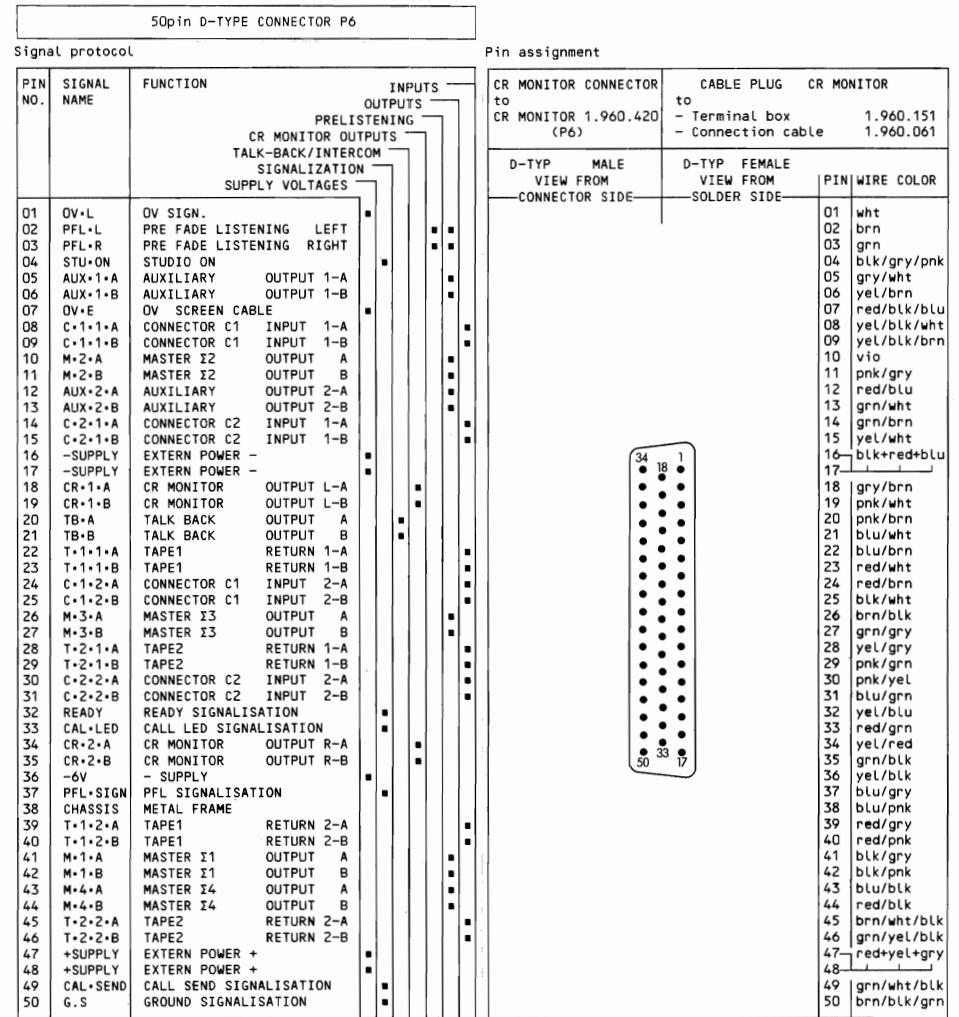 50pin D-TYPE CONNECTOR P6
Signal protocol
PIN NO. SIGNAL NAME FUNCTION
INPUTS
OUTPUTS
PRELISTENING
CR MONITOR OUTPUTS
TALK-BACK/INTERCOM
SIGNALIZATION
SUPPLY VOLTAGES
01 OV•L OV SIGN.
02 PFL•L PRE FADE LISTENING LEFT
03 PFL•R PRE FADE LISTENING RIGHT
04 STU•ON STUDIO ON
05 AUX•1•A AUXILIARY OUTPUT 1-A
06 AUX•1•B AUXILIARY OUTPUT 1-B
07 OV•E OV SCREEN CABLE
08 C•1•1•A CONNECTOR C1 INPUT 1-A
09 C•1•1•B CONNECTOR C1 INPUT 1-B
10 M•2•A MASTER Σ2 OUTPUT A
11 M•2•B MASTER Σ2 OUTPUT B
12 AUX•2•A AUXILIARY OUTPUT 2-A
13 AUX•2•B AUXILIARY OUTPUT 2-B
14 C•2•1•A CONNECTOR C2 INPUT 1-A
15 C•2•1•B CONNECTOR C2 INPUT 1-B
16 -SUPPLY EXTERN POWER -
17 -SUPPLY EXTERN POWER -
18 CR•1•A CR MONITOR OUTPUT L-A
19 CR•1•B CR MONITOR OUTPUT L-B
20 TB•A TALK BACK OUTPUT A
21 TB•B TALK BACK OUTPUT B
22 T•1•1•A TAPE1 RETURN 1-A
23 T•1•1•B TAPE1 RETURN 1-B
24 C•1•2•A CONNECTOR C1 INPUT 2-A
25 C•1•2•B CONNECTOR C1 INPUT 2-B
26 M•3•A MASTER Σ3 OUTPUT A
27 M•3•B MASTER Σ3 OUTPUT B
28 T•2•1•A TAPE2 RETURN 1-A
29 T•2•1•B TAPE2 RETURN 1-B
30 C•2•2•A CONNECTOR C2 INPUT 2-A
31 C•2•2•B CONNECTOR C2 INPUT 2-B
32 READY READY SIGNALISATION
33 CAL•LED CALL LED SIGNALISATION
34 CR•2•A CR MONITOR OUTPUT R-A
35 CR•2•B CR MONITOR OUTPUT R-B
36 -6V - SUPPLY
37 PFL•SIGN PFL SIGNALISATION
38 CHASSIS METAL FRAME
39 T•1•2•A TAPE1 RETURN 2-A
40 T•1•2•B TAPE1 RETURN 2-B
41 M•1•A MASTER Σ1 OUTPUT A
42 M•1•B MASTER Σ1 OUTPUT B
43 M•4•A MASTER Σ4 OUTPUT A
44 M•4•B MASTER Σ4 OUTPUT B
45 T•2•2•A TAPE2 RETURN 2-A
46 T•2•2•B TAPE2 RETURN 2-B
47 +SUPPLY EXTERN POWER +
48 +SUPPLY EXTERN POWER +
49 CAL•SEND CALL SEND SIGNALISATION
50 G.S GROUND SIGNALISATION
Pin assignment
CR MONITOR CONNECTOR
to
CR MONITOR 1.960.420
(P6)
CABLE PLUG CR MONITOR
to
- Terminal box 1.960.151
- Connection cable 1.960.061
D-TYP MALE
VIEW FROM
CONNECTOR SIDE
D-TYP FEMALE
VIEW FROM
SOLDER SIDE
34 18 1
50 33 17
PIN WIRE COLOR
01 wht
02 brn
03 grn
04 blk/gry/pnk
05 gry/wht
06 yel/brn
07 red/blk/blu
08 yel/blk/wht
09 yel/blk/brn
10 vio
11 pnk/gry
12 red/blu
13 grn/wht
14 grn/brn
15 yel/wht
16 blk+red+blu
17
18 gry/brn
19 pnk/wht
20 pnk/brn
21 blu/wht
22 blu/brn
23 red/wht
24 red/brn
25 blk/wht
26 brn/blk
27 grn/gry
28 yel/gry
29 pnk/grn
30 pnk/yel
31 blu/grn
32 yel/blu
33 red/grn
34 yel/red
35 grn/blk
36 yel/blk
37 blu/gry
38 blu/pnk
39 red/gry
40 red/pnk
41 blk/gry
42 blk/pnk
43 blu/blk
44 red/blk
45 brn/wht/blk
46 grn/yel/blk
47 red+yel+gry
48
49 grn/wht/blk
50 brn/blk/grn